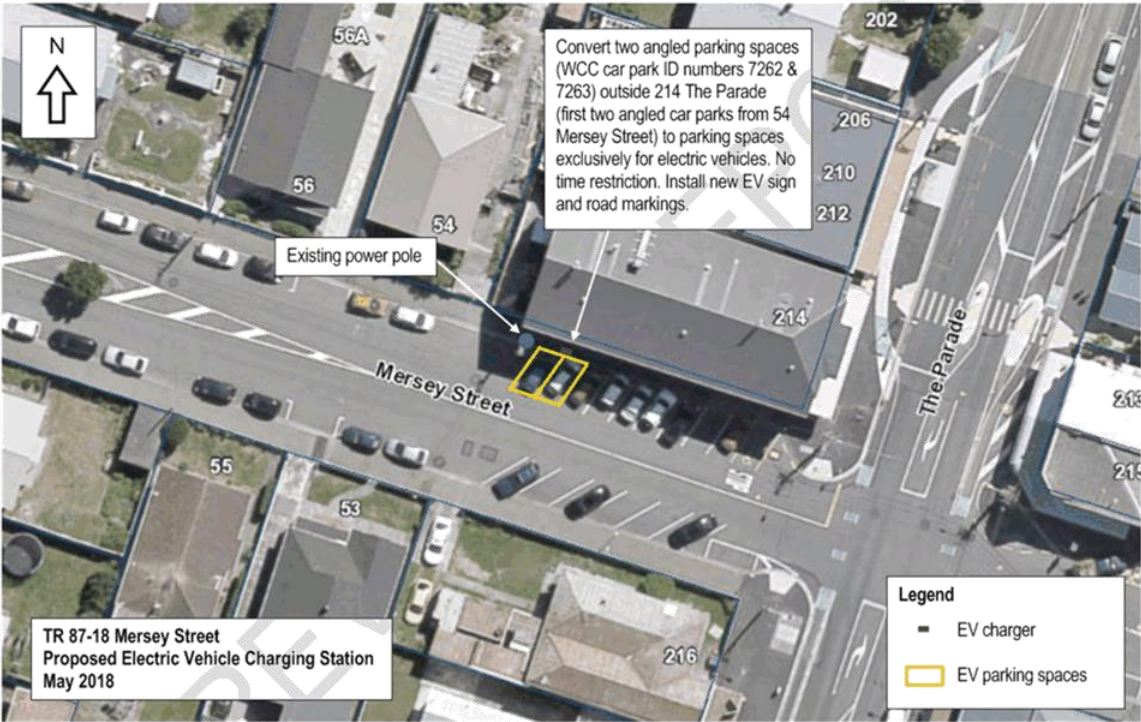 N
56A
202
Convert two angled parking spaces
(WCC car park ID numbers 7262 &
7263) outside 214 The Parade
(first two angled car parks from 54
Mersey Street) to parking spaces
exclusively for electric vehicles. No
time restriction. Install new EV sign
and road markings.
206
210
212
56
54
Existing power pole
214
The Parade
Mersey Street
213
215
55
53
216
TR 87-18 Mersey Street
Proposed Electric Vehicle Charging Station
May 2018
Legend
EV charger
EV parking spaces